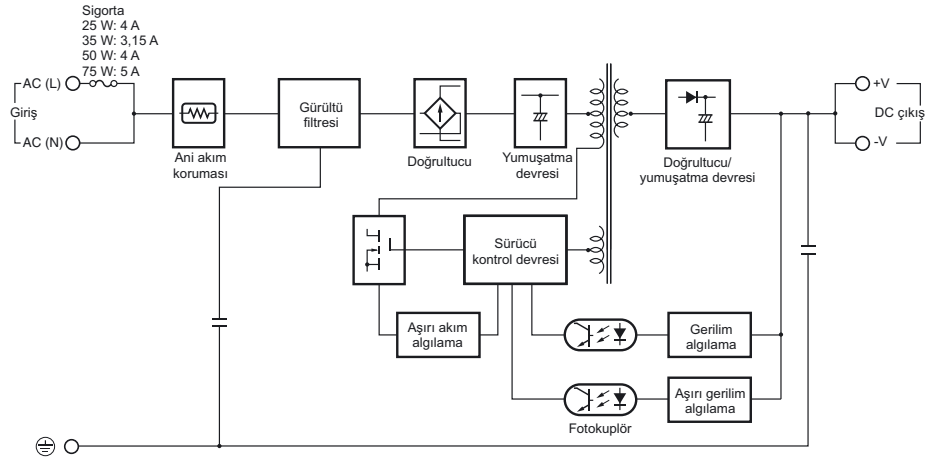 Sigorta
25 W: 4 A
35 W: 3,15 A
50 W: 4 A
75 W: 5 A
AC (L)
Giriş
AC (N)
Ani akım
koruması
Gürültü
filtresi
Doğrultucu
Yumuşatma
devresi
Doğrultucu/
yumuşatma devresi
+V
DC çıkış
-V
Sürücü
kontrol devresi
Aşırı akım
algılama
Gerilim
algılama
Aşırı gerilim
algılama
Fotokuplör